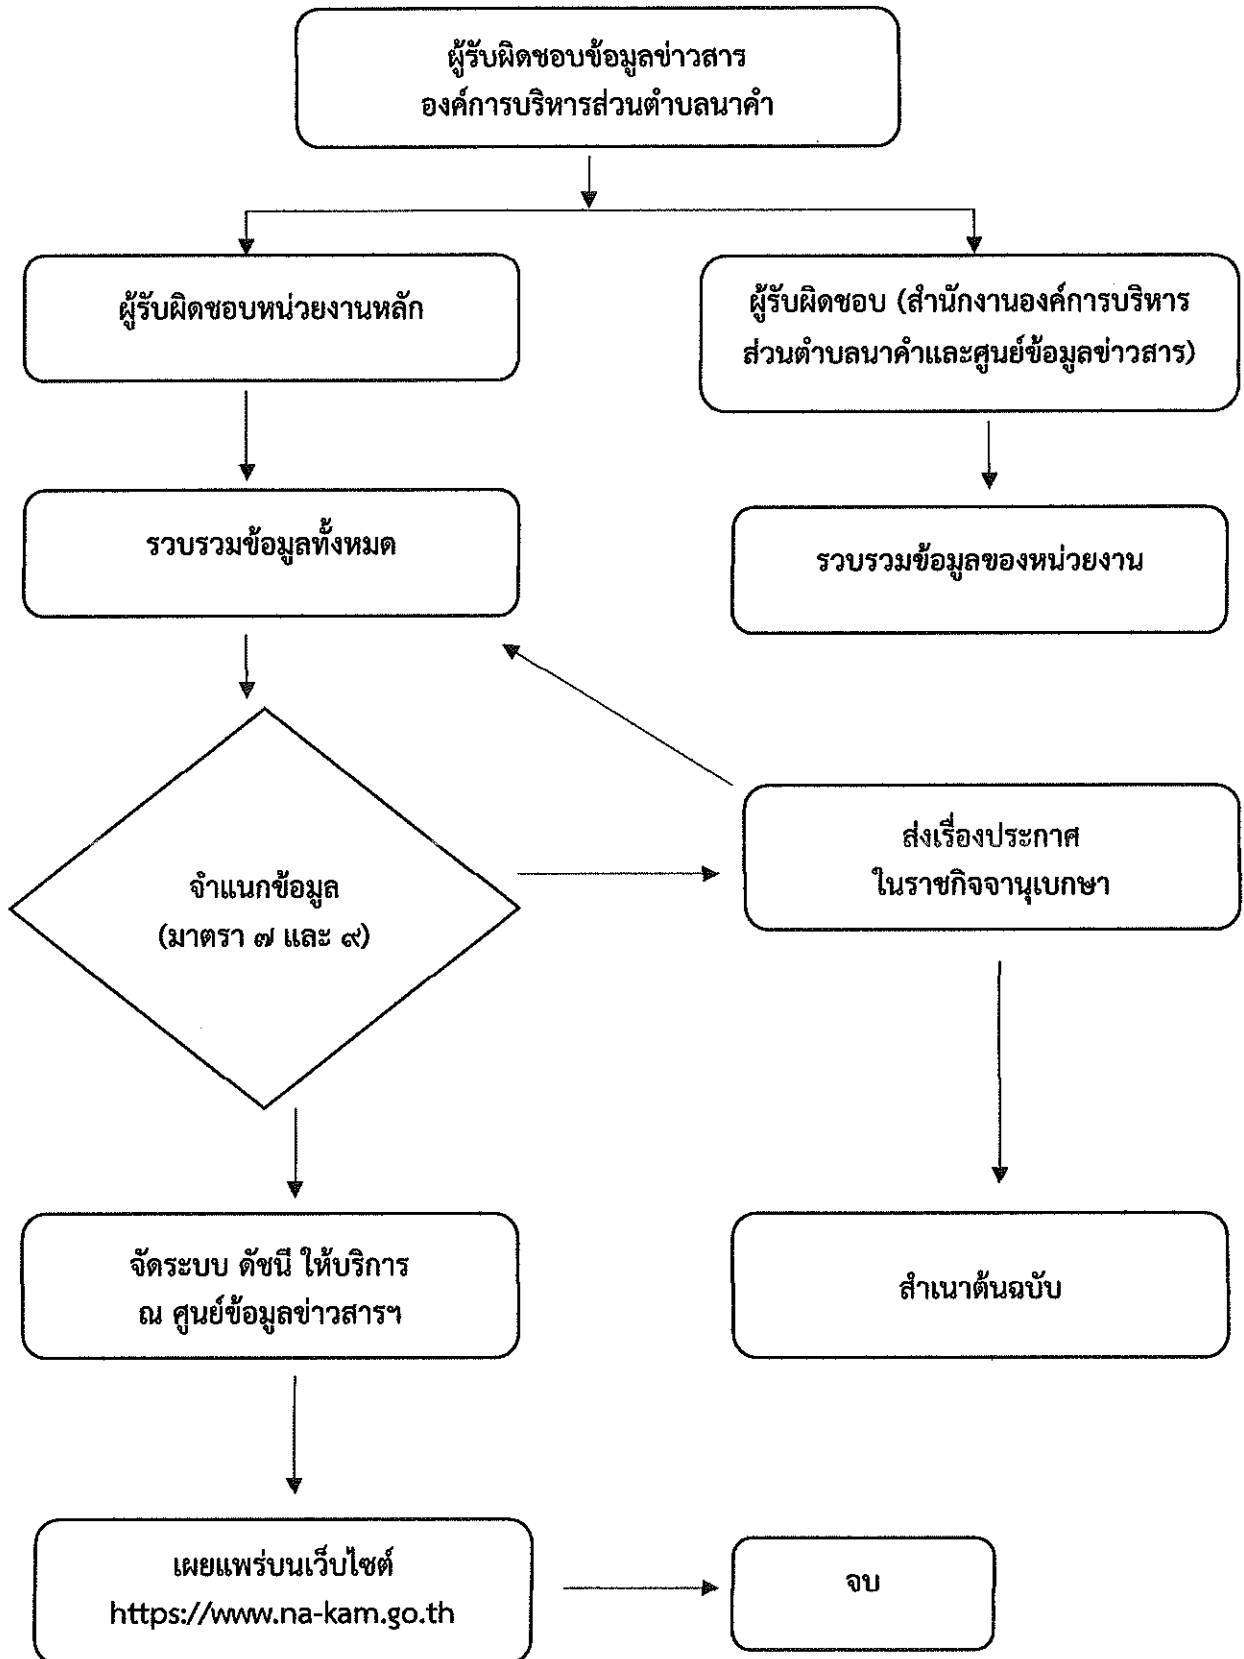 ผู้รับผิดชอบข้อมูลข่าวสาร
องค์การบริหารส่วนตำบลนาคำ
ผู้รับผิดชอบหน่วยงานหลัก
ผู้รับผิดชอบ (สำนักงานองค์การบริหาร
ส่วนตำบลนาคำและศูนย์ข้อมูลข่าวสาร)
รวบรวมข้อมูลทั้งหมด
รวบรวมข้อมูลของหน่วยงาน
จำแนกข้อมูล
(มาตรา ๗ และ ๙)
ส่งเรื่องประกาศ
ในราชกิจจานุเบกษา
จัดระบบ ดัชนี ให้บริการ
ณ ศูนย์ข้อมูลข่าวสารฯ
สำเนาต้นฉบับ
เผยแพร่บนเว็บไซต์
https://www.na-kam.go.th
จบ